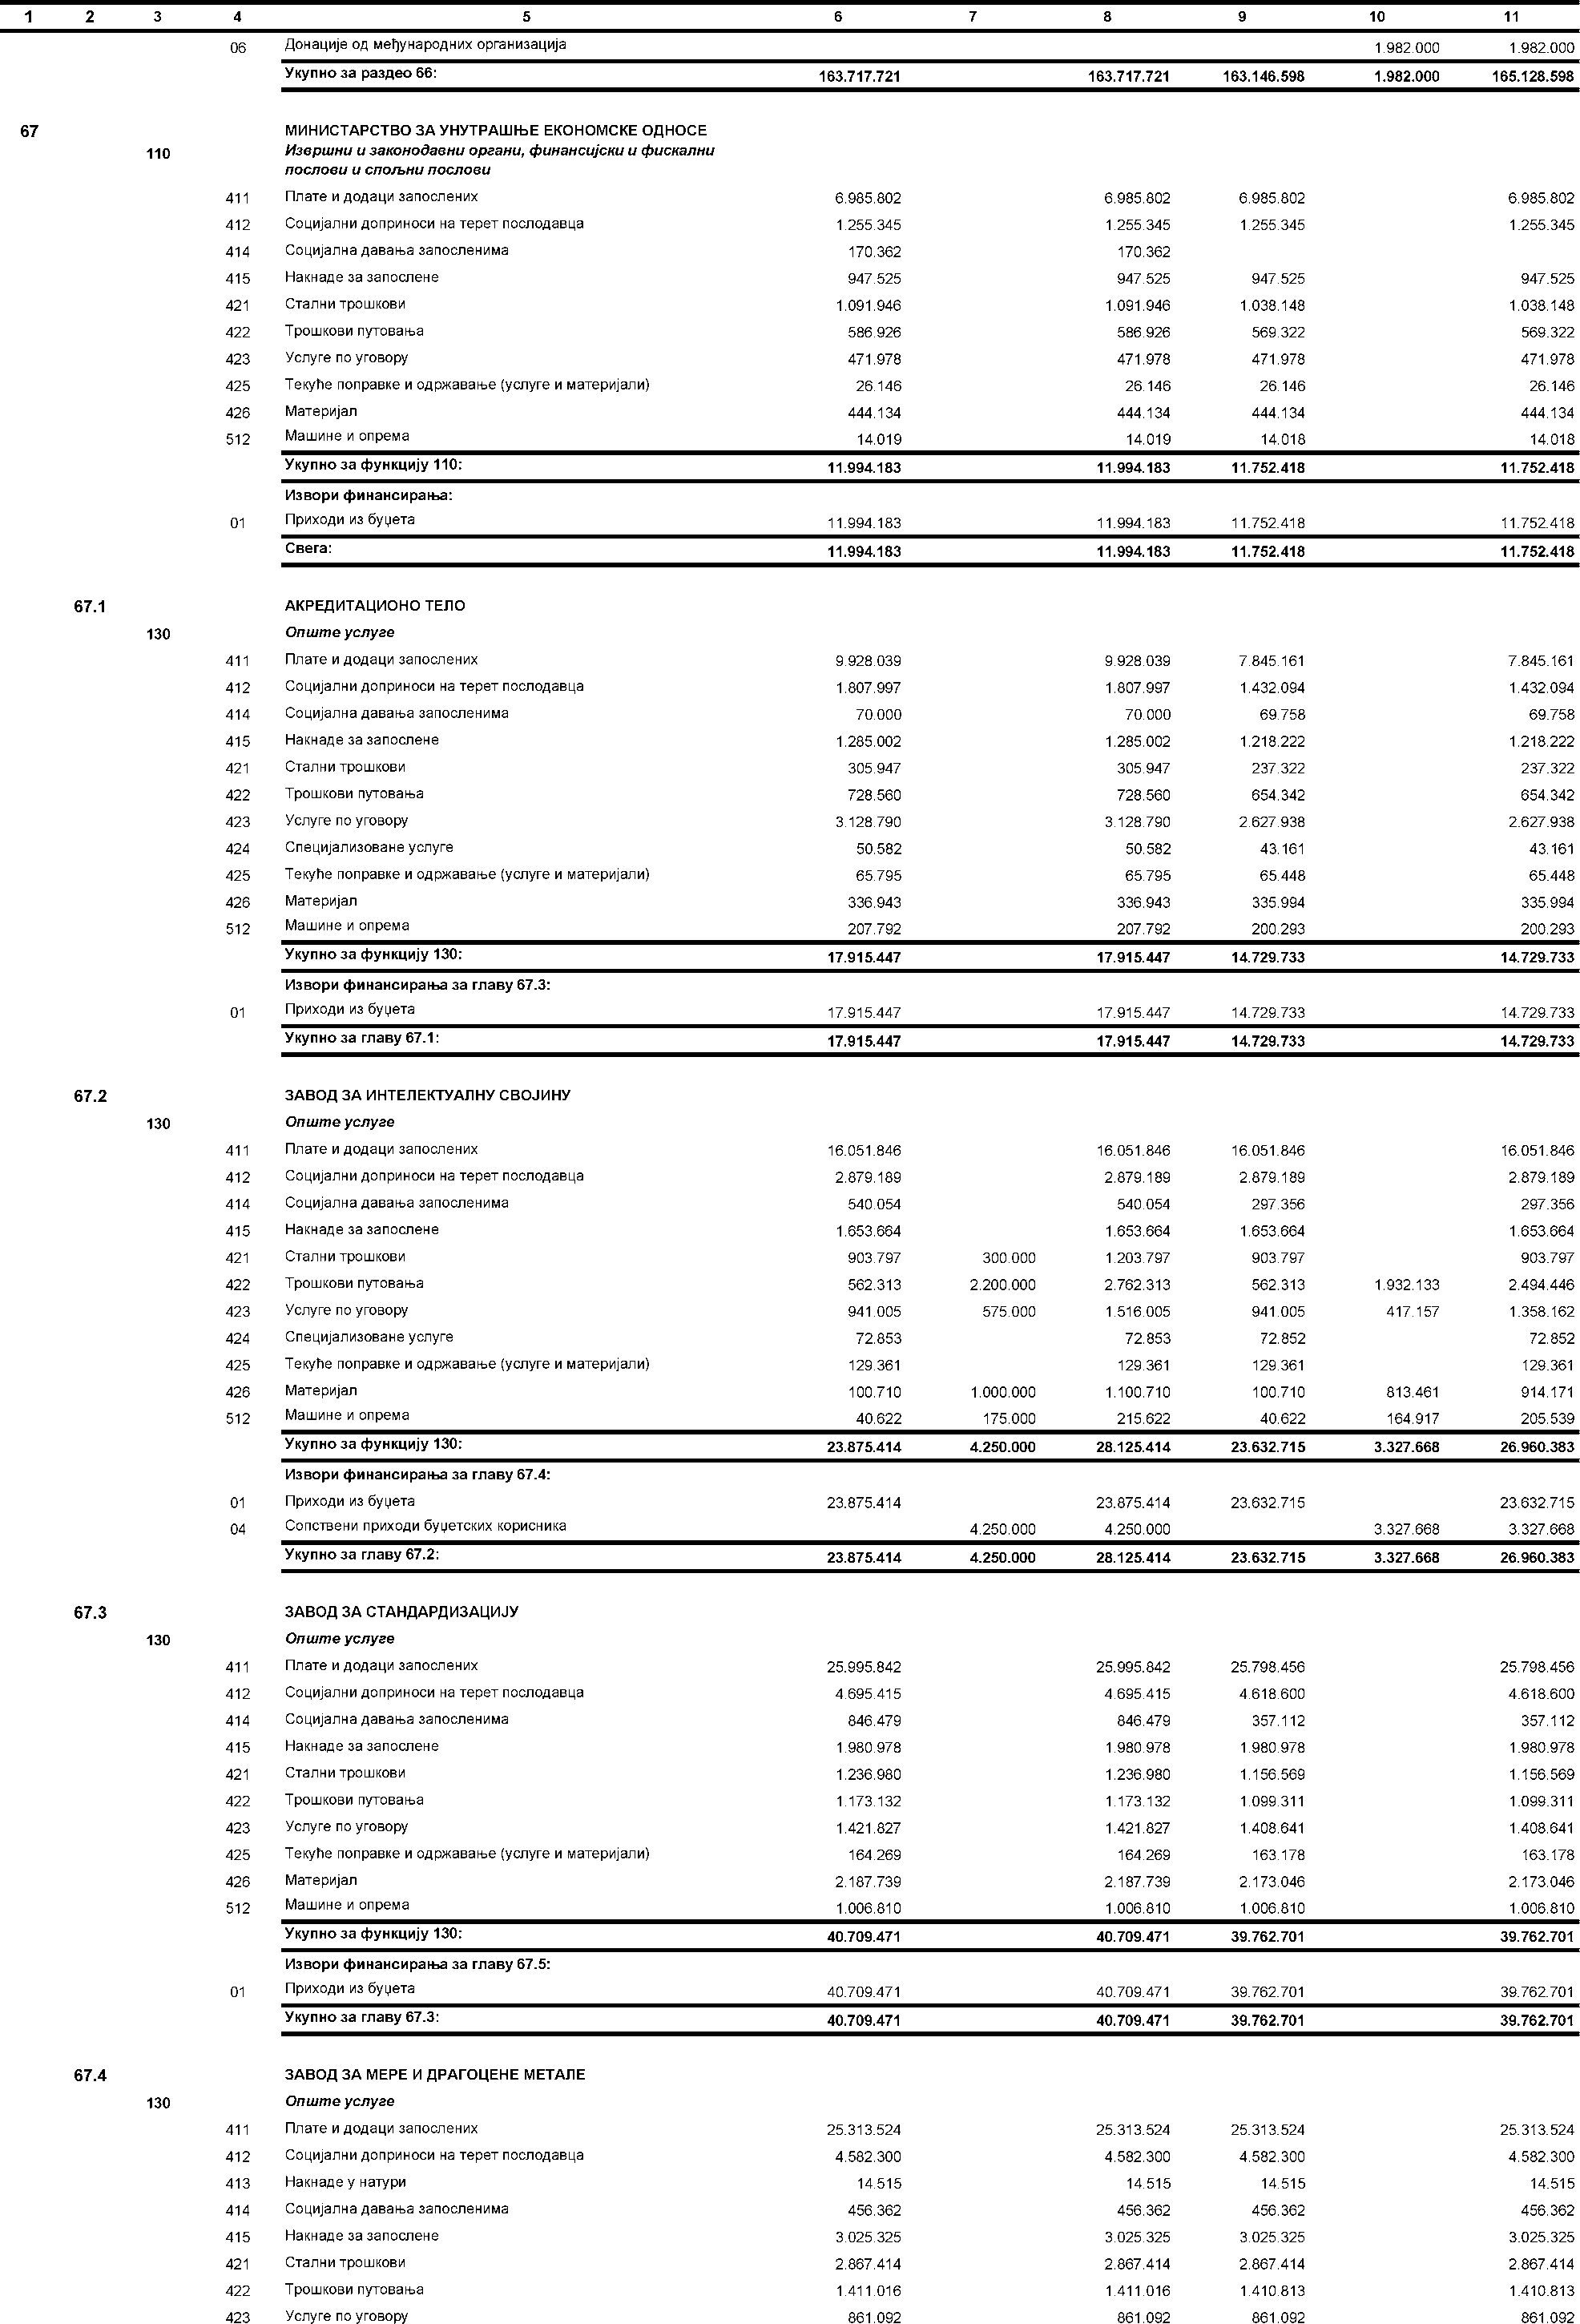 1 2 3 4 5 6 7 8 9 10 11
06 Донације од међународних организација 1.982.000 1.982.000
Укупно за раздео 66: 163.717.721 163.717.721 163.146.598 1.982.000 165.128.598
67 МИНИСТАРСТВО ЗА УНУТРАШЊЕ ЕКОНОМСКЕ ОДНОСЕ
110 Извршни и законодавни органи, финансијски и фискални
послови и спољни послови
411 Плате и додаци запослених 6.985.802 6.985.802 6.985.802 6.985.802
412 Социјални доприноси на терет послодавца 1.255.345 1.255.345 1.255.345 1.255.345
414 Социјална давања запосленима 170.362 170.362
415 Накнаде за запослене 947.525 947.525 947.525 947.525
421 Стални трошкови 1.091.946 1.091.946 1.038.148 1.038.148
422 Трошкови путовања 586.926 586.926 569.322 569.322
423 Услуге по уговору 471.978 471.978 471.978 471.978
425 Текуће поправке и одржавање (услуге и материјали) 26.146 26.146 26.146 26.146
426 Материјал 444.134 444.134 444.134 444.134
512 Машине и опрема 14.019 14.019 14.018 14.018
Укупно за функцију 110: 11.994.183 11.994.183 11.752.418 11.752.418
Извори финансирања:
01 Приходи из буџета 11.994.183 11.994.183 11.752.418 11.752.418
Свега: 11.994.183 11.994.183 11.752.418 11.752.418
67.1 АКРЕДИТАЦИОНО ТЕЛО
130 Опште услуге
411 Плате и додаци запослених 9.928.039 9.928.039 7.845.161 7.845.161
412 Социјални доприноси на терет послодавца 1.807.997 1.807.997 1.432.094 1.432.094
414 Социјална давања запосленима 70.000 70.000 69.758 69.758
415 Накнаде за запослене 1.285.002 1.285.002 1.218.222 1.218.222
421 Стални трошкови 305.947 305.947 237.322 237.322
422 Трошкови путовања 728.560 728.560 654.342 654.342
423 Услуге по уговору 3.128.790 3.128.790 2.627.938 2.627.938
424 Специјализоване услуге 50.582 50.582 43.161 43.161
425 Текуће поправке и одржавање (услуге и материјали) 65.795 65.795 65.448 65.448
426 Материјал 336.943 336.943 335.994 335.994
512 Машине и опрема 207.792 207.792 200.293 200.293
Укупно за функцију 130: 17.915.447 17.915.447 14.729.733 14.729.733
Извори финансирања за главу 67.3:
01 Приходи из буџета 17.915.447 17.915.447 14.729.733 14.729.733
Укупно за главу 67.1: 17.915.447 17.915.447 14.729.733 14.729.733
67.2 ЗАВОД ЗА ИНТЕЛЕКТУАЛНУ СВОЈИНУ
130 Опште услуге
411 Плате и додаци запослених 16.051.846 16.051.846 16.051.846 16.051.846
412 Социјални доприноси на терет послодавца 2.879.189 2.879.189 2.879.189 2.879.189
414 Социјална давања запосленима 540.054 540.054 297.356 297.356
415 Накнаде за запослене 1.653.664 1.653.664 1.653.664 1.653.664
421 Стални трошкови 903.797 300.000 1.203.797 903.797 903.797
422 Трошкови путовања 562.313 2.200.000 2.762.313 562.313 1.932.133 2.494.446
423 Услуге по уговору 941.005 575.000 1.516.005 941.005 417.157 1.358.162
424 Специјализоване услуге 72.853 72.853 72.852 72.852
425 Текуће поправке и одржавање (услуге и материјали) 129.361 129.361 129.361 129.361
426 Материјал 100.710 1.000.000 1.100.710 100.710 813.461 914.171
512 Машине и опрема 40.622 175.000 215.622 40.622 164.917 205.539
Укупно за функцију 130: 23.875.414 4.250.000 28.125.414 23.632.715 3.327.668 26.960.383
Извори финансирања за главу 67.4:
01 Приходи из буџета 23.875.414 23.875.414 23.632.715 23.632.715
04 Сопствени приходи буџетских корисника 4.250.000 4.250.000 3.327.668 3.327.668
Укупно за главу 67.2: 23.875.414 4.250.000 28.125.414 23.632.715 3.327.668 26.960.383
67.3 ЗАВОД ЗА СТАНДАРДИЗАЦИЈУ
130 Опште услуге
411 Плате и додаци запослених 25.995.842 25.995.842 25.798.456 25.798.456
412 Социјални доприноси на терет послодавца 4.695.415 4.695.415 4.618.600 4.618.600
414 Социјална давања запосленима 846.479 846.479 357.112 357.112
415 Накнаде за запослене 1.980.978 1.980.978 1.980.978 1.980.978
421 Стални трошкови 1.236.980 1.236.980 1.156.569 1.156.569
422 Трошкови путовања 1.173.132 1.173.132 1.099.311 1.099.311
423 Услуге по уговору 1.421.827 1.421.827 1.408.641 1.408.641
425 Текуће поправке и одржавање (услуге и материјали) 164.269 164.269 163.178 163.178
426 Материјал 2.187.739 2.187.739 2.173.046 2.173.046
512 Машине и опрема 1.006.810 1.006.810 1.006.810 1.006.810
Укупно за функцију 130: 40.709.471 40.709.471 39.762.701 39.762.701
Извори финансирања за главу 67.5:
01 Приходи из буџета 40.709.471 40.709.471 39.762.701 39.762.701
Укупно за главу 67.3: 40.709.471 40.709.471 39.762.701 39.762.701
67.4 ЗАВОД ЗА МЕРЕ И ДРАГОЦЕНЕ МЕТАЛЕ
130 Опште услуге
411 Плате и додаци запослених 25.313.524 25.313.524 25.313.524 25.313.524
412 Социјални доприноси на терет послодавца 4.582.300 4.582.300 4.582.300 4.582.300
413 Накнаде у натури 14.515 14.515 14.515 14.515
414 Социјална давања запосленима 456.362 456.362 456.362 456.362
415 Накнаде за запослене 3.025.325 3.025.325 3.025.325 3.025.325
421 Стални трошкови 2.867.414 2.867.414 2.867.414 2.867.414
422 Трошкови путовања 1.411.016 1.411.016 1.410.813 1.410.813
423 Услуге по уговору 861.092 861.092 861.092 861.092